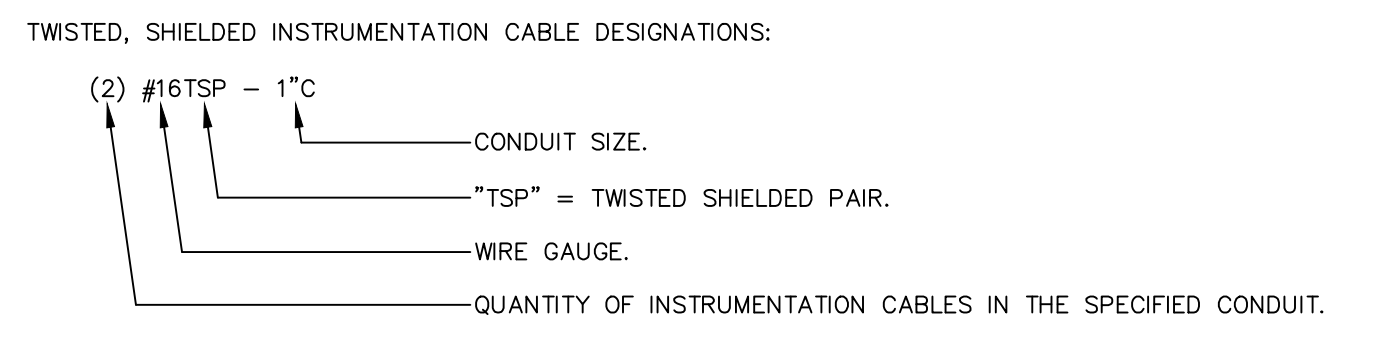 TWISTED, SHIELDED INSTRUMENTATION CABLE DESIGNATIONS:
(2) #16TSP - 1"C
CONDUIT SIZE.
"TSP" = TWISTED SHIELDED PAIR.
WIRE GAUGE.
QUANTITY OF INSTRUMENTATION CABLES IN THE SPECIFIED CONDUIT.